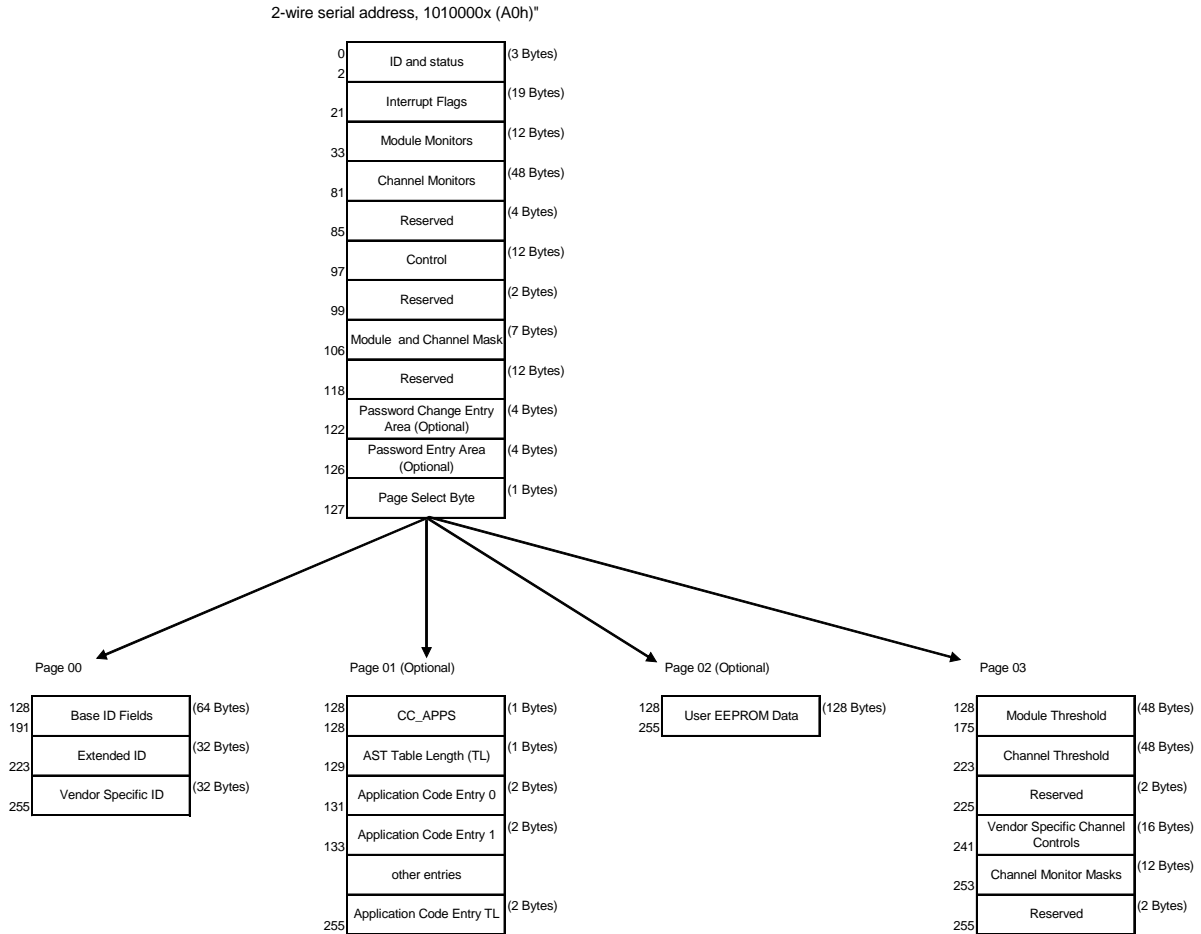 2-wire serial address, 1010000x (A0h)"
0
2
ID and status
(3 Bytes)
21
Interrupt Flags
(19 Bytes)
33
Module Monitors
(12 Bytes)
81
Channel Monitors
(48 Bytes)
85
Reserved
(4 Bytes)
97
Control
(12 Bytes)
99
Reserved
(2 Bytes)
106
Module and Channel Mask
(7 Bytes)
118
Reserved
(12 Bytes)
122
Password Change Entry
Area (Optional)
(4 Bytes)
126
Password Entry Area
(Optional)
(4 Bytes)
127
Page Select Byte
(1 Bytes)
Page 00
128
191
Base ID Fields
(64 Bytes)
223
Extended ID
(32 Bytes)
255
Vendor Specific ID
(32 Bytes)
Page 01 (Optional)
128
128
CC_APPS
(1 Bytes)
129
AST Table Length (TL)
(1 Bytes)
131
Application Code Entry 0
(2 Bytes)
133
Application Code Entry 1
(2 Bytes)
other entries
255
Application Code Entry TL
(2 Bytes)
Page 02 (Optional)
128
255
User EEPROM Data
(128 Bytes)
Page 03
128
175
Module Threshold
(48 Bytes)
223
Channel Threshold
(48 Bytes)
225
Reserved
(2 Bytes)
241
Vendor Specific Channel
Controls
(16 Bytes)
253
Channel Monitor Masks
(12 Bytes)
255
Reserved
(2 Bytes)